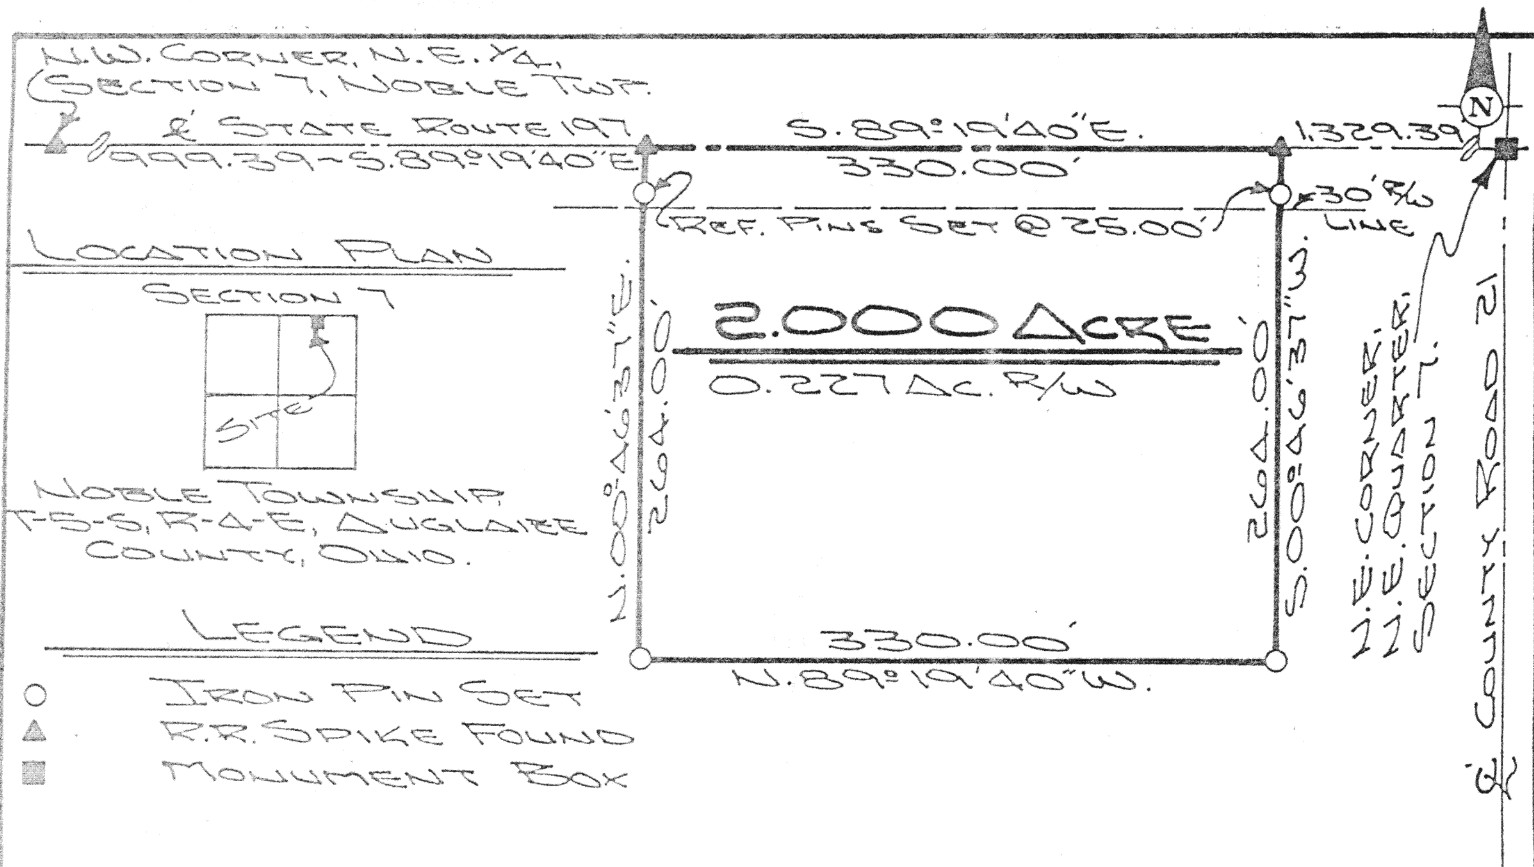 N.W. CORNER, N.E. 1/4,
SECTION 7, NOBLE TWP.
℄ STATE ROUTE 197
999.39~S.89°19'40"E
S.89°19'40"E.
330.00'
1,329.39'
N
REF. PINS SET @ 25.00'
30' R/W
LINE
LOCATION PLAN
SECTION 7
SITE
NOBLE TOWNSHIP,
T-5-S, R-4-E, AUGLAIZE
COUNTY, OHIO.
N.00°46'37"E.
264.00'
2.000 ACRE
0.227 AC. R/W
264.00'
S.00°46'37"W.
N.E. CORNER,
N.E. QUARTER,
SECTION 7.
℄ COUNTY ROAD 21
330.00'
N.89°19'40"W.
LEGEND
IRON PIN SET
R.R. SPIKE FOUND
MONUMENT BOX